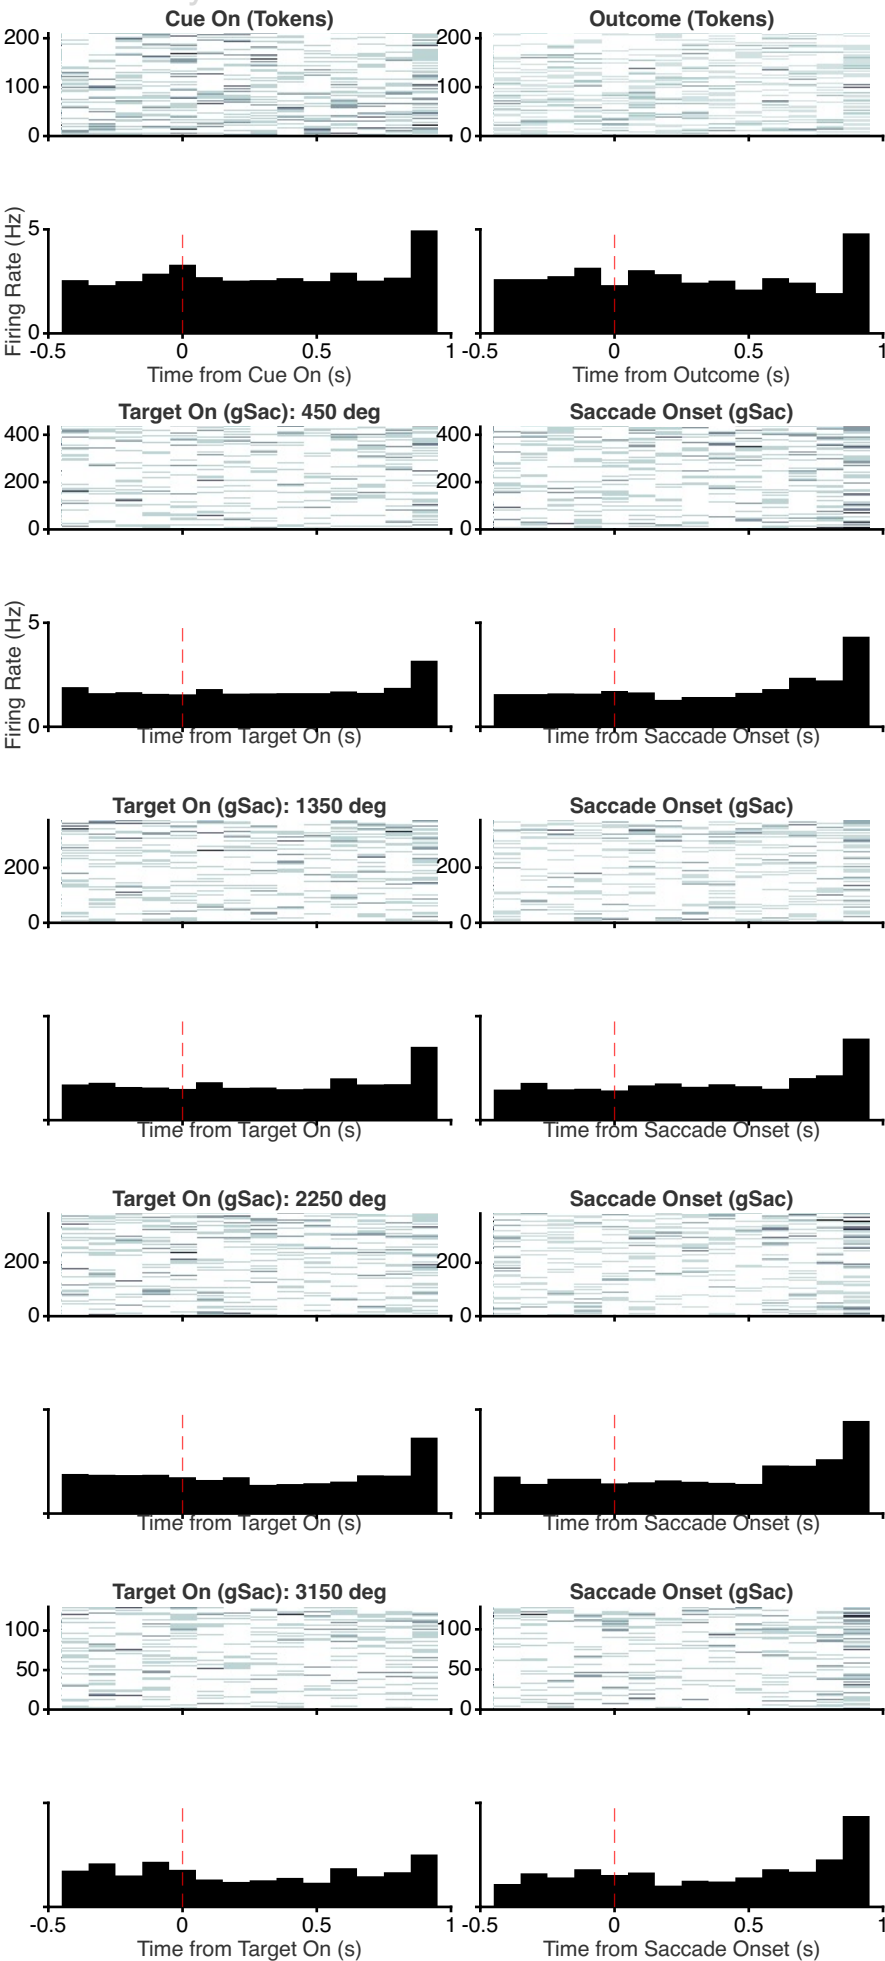 Cue On (Tokens)
Outcome (Tokens)
200
100
0
200
100
0
Firing Rate (Hz)
5
0
-0.5
0
0.5
1
Time from Cue On (s)
-0.5
0
0.5
1
Time from Outcome (s)
Target On (gSac): 450 deg
Saccade Onset (gSac)
400
200
0
400
200
0
Firing Rate (Hz)
5
0
Time from Target On (s)
5
0
Time from Saccade Onset (s)
Target On (gSac): 1350 deg
Saccade Onset (gSac)
200
0
200
0
Time from Target On (s)
Time from Saccade Onset (s)
Target On (gSac): 2250 deg
Saccade Onset (gSac)
200
0
200
0
Time from Target On (s)
Time from Saccade Onset (s)
Target On (gSac): 3150 deg
Saccade Onset (gSac)
100
50
0
100
50
0
-0.5
0
0.5
1
Time from Target On (s)
-0.5
0
0.5
1
Time from Saccade Onset (s)